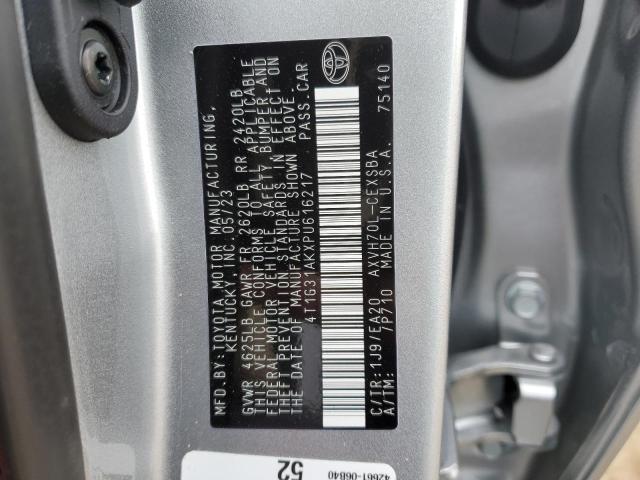 MFD.BY:TOYOTA MOTOR MANUFACTURING,
KENTUCKY, INC. 05/23
GVWR 4625LB GAWR FR 2620LB RR 2420LB
THIS VEHICLE CONFORMS TO ALL APPLICABLE
FEDERAL MOTOR VEHICLE SAFETY, BUMPER,AND
THEFT PREVENTION STANDARDS IN EFFECT ON
THE DATE OF MANUFACTURE SHOWN ABOVE.
4T1G31AKXPU616217 PASS.CAR
C/TR:1J9/EA20 AXVH70L-CEXSBA
A/TM: /P710 MADE IN U.S.A. 75140
52
42661-06B40